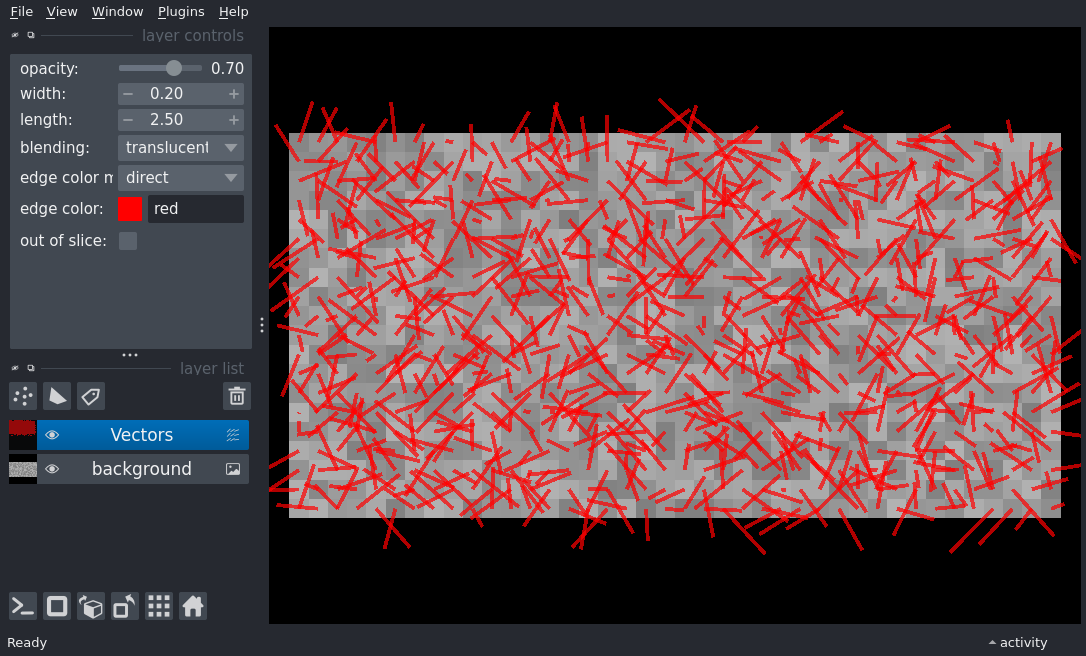 File View Window Plugins Help
layer controls
opacity: 0.70
width: 0.20
length: 2.50
blending: translucent
edge color m direct
edge color: red
out of slice:
layer list
Vectors
background
Ready
activity